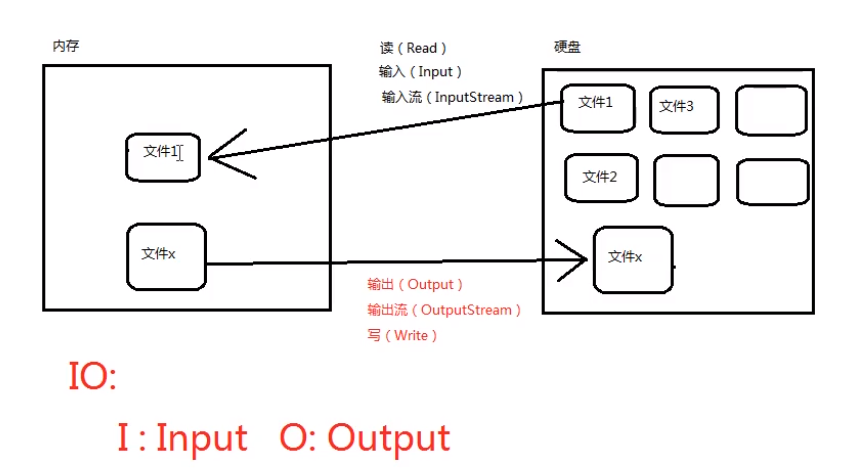 内存
读（Read）
输入（Input）
输入流（InputStream）
硬盘
文件1
文件3
文件1
文件2
文件x
文件x
输出（Output）
输出流（OutputStream）
写（Write）
IO:
I : Input O: Output